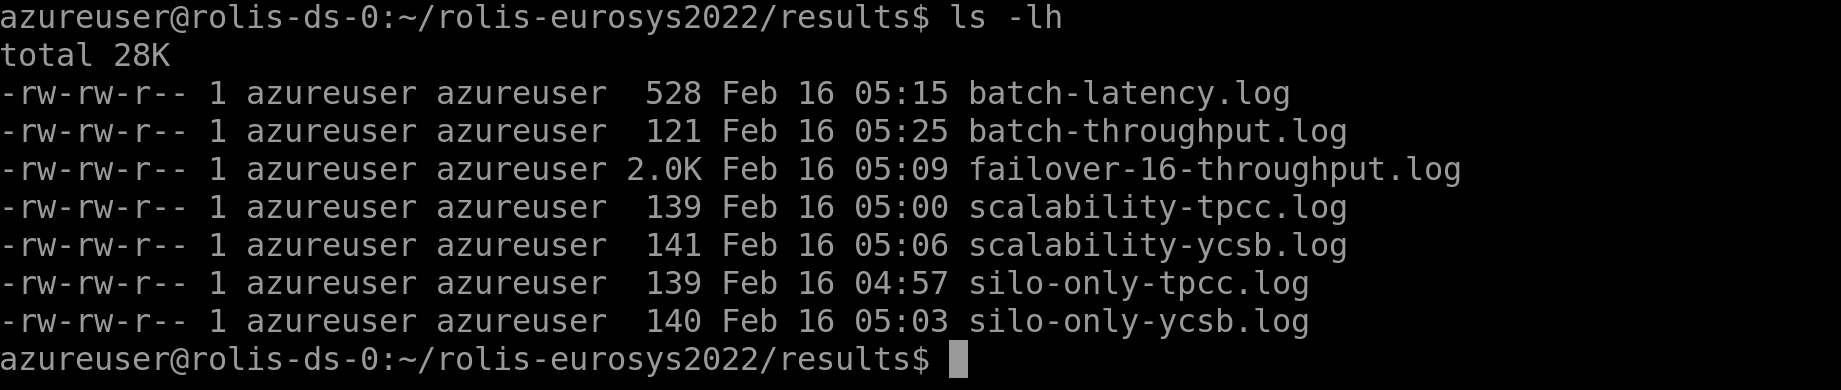 azureuser@rolis-ds-0:~/rolis-eurosys2022/results$ ls -lh
total 28K
-rw-rw-r-- 1 azureuser azureuser  528 Feb 16 05:15 batch-latency.log
-rw-rw-r-- 1 azureuser azureuser  121 Feb 16 05:25 batch-throughput.log
-rw-rw-r-- 1 azureuser azureuser 2.0K Feb 16 05:09 failover-16-throughput.log
-rw-rw-r-- 1 azureuser azureuser  139 Feb 16 05:00 scalability-tpcc.log
-rw-rw-r-- 1 azureuser azureuser  141 Feb 16 05:06 scalability-ycsb.log
-rw-rw-r-- 1 azureuser azureuser  139 Feb 16 04:57 silo-only-tpcc.log
-rw-rw-r-- 1 azureuser azureuser  140 Feb 16 05:03 silo-only-ycsb.log
azureuser@rolis-ds-0:~/rolis-eurosys2022/results$